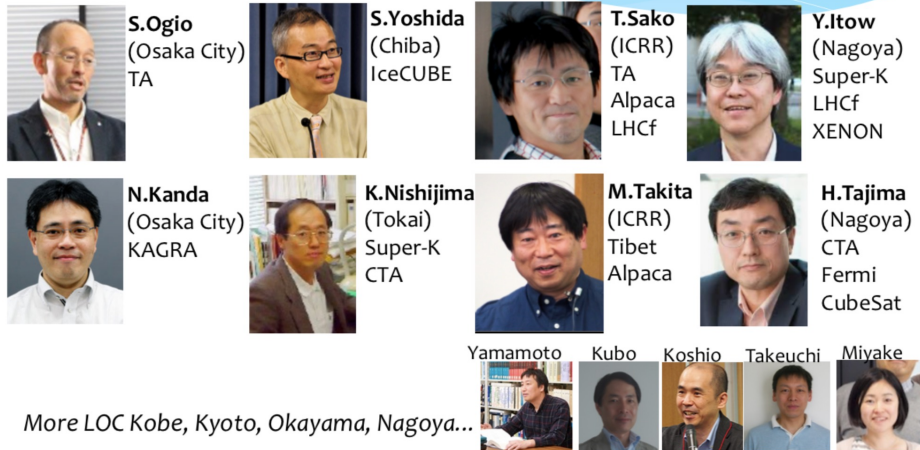 S.Ogio
(Osaka City)
TA
S.Yoshida
(Chiba)
IceCUBE
T.Sako
(ICRR)
TA
Alpaca
LHCf
Y.Itow
(Nagoya)
Super-K
LHCf
XENON
N.Kanda
(Osaka City)
KAGRA
K.Nishijima
(Tokai)
Super-K
CTA
M.Takita
(ICRR)
Tibet
Alpaca
H.Tajima
(Nagoya)
CTA
Fermi
CubeSat
Yamamoto
Kubo
Koshio
Takeuchi
Miyake
More LOC Kobe, Kyoto, Okayama, Nagoya...